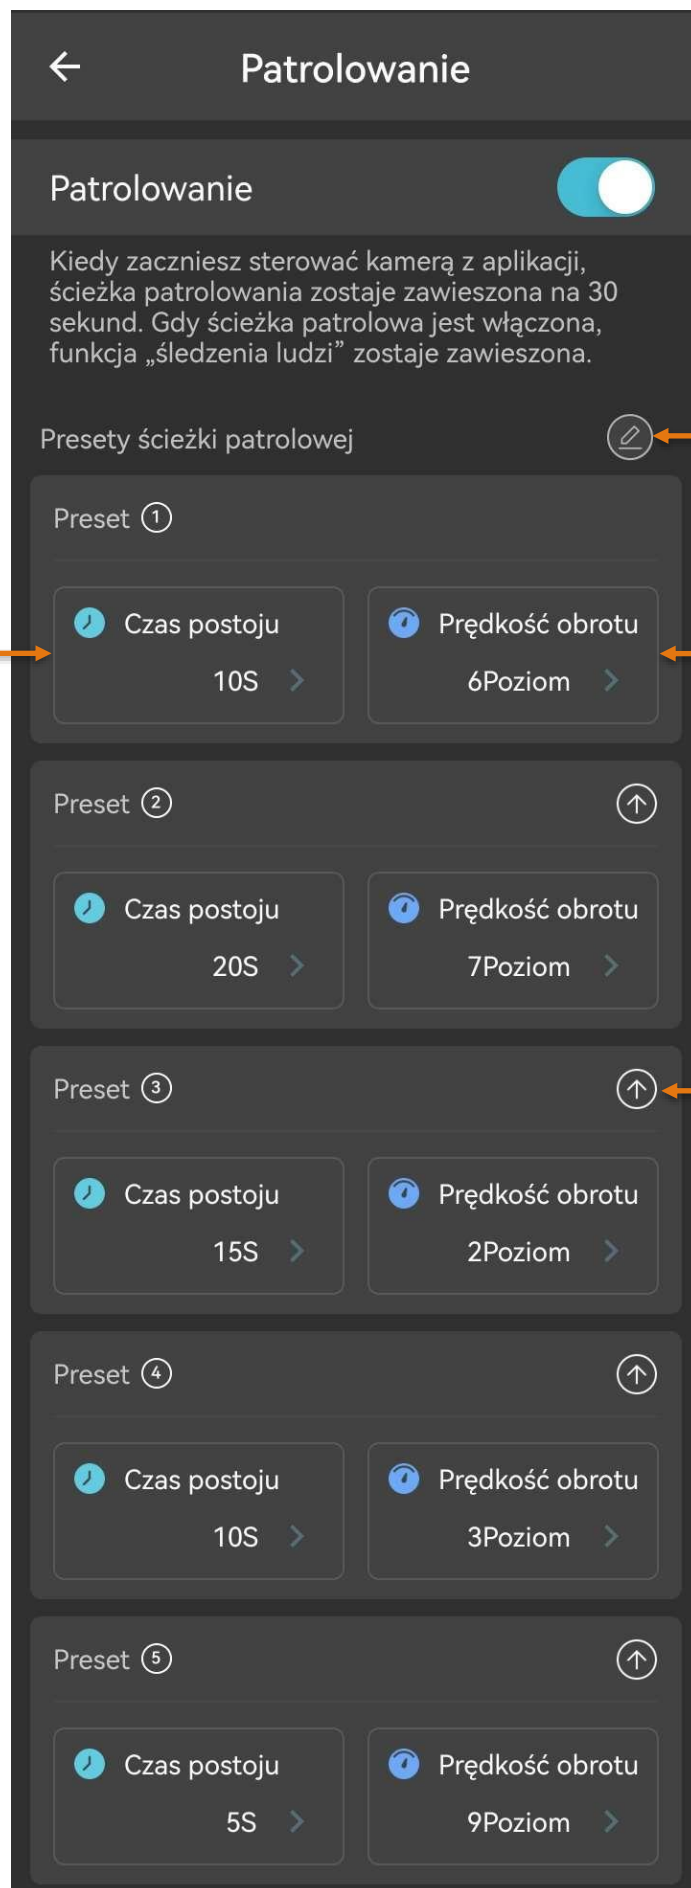 Patrolowanie
Patrolowanie
Kiedy zaczniesz sterować kamerą z aplikacji,
ścieżka patrolowania zostaje zawieszona na 30
sekund. Gdy ścieżka patrolowa jest włączona,
funkcja „śledzenia ludzi” zostaje zawieszona.
Presety ścieżki patrolowej
Preset 1
Czas postoju Prędkość obrotu
10S 6Poziom
Preset 2
Czas postoju Prędkość obrotu
20S 7Poziom
Preset 3
Czas postoju Prędkość obrotu
15S 2Poziom
Preset 4
Czas postoju Prędkość obrotu
10S 3Poziom
Preset 5
Czas postoju Prędkość obrotu
5S 9Poziom